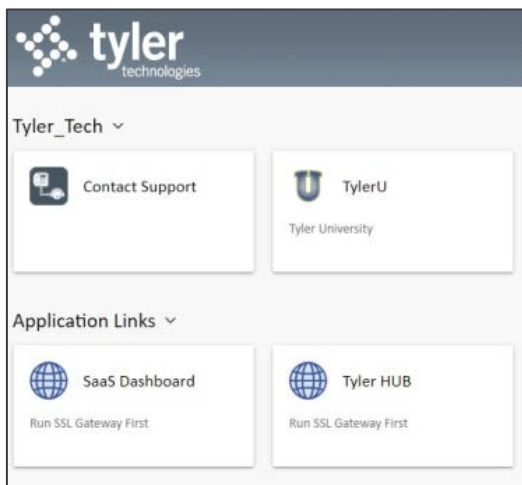 tyler
technologies
Tyler_Tech
Contact Support
TylerU
Tyler University
Application Links
SaaS Dashboard
Tyler HUB
Run SSL Gateway First
Run SSL Gateway First